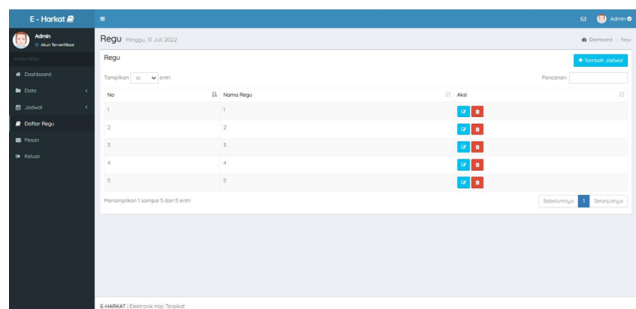 E - Harkat
Admin
Admin
Akun Terverifikasi
Regu Minggu, 31 Juli 2022
Dashboard Regu
Dashboard
Data
Jadwal
Daftar Regu
Pesan
Keluar
Regu
+ Tambah Jadwal
Tampilkan 10 entri
Pencarian:
No Nama Regu Aksi
1 1
2 2
3 3
4 4
5 5
Menampilkan 1 sampai 5 dari 5 entri
Sebelumnya 1 Selanjutnya
E-HARKAT | Elektronik Haji Terpikat